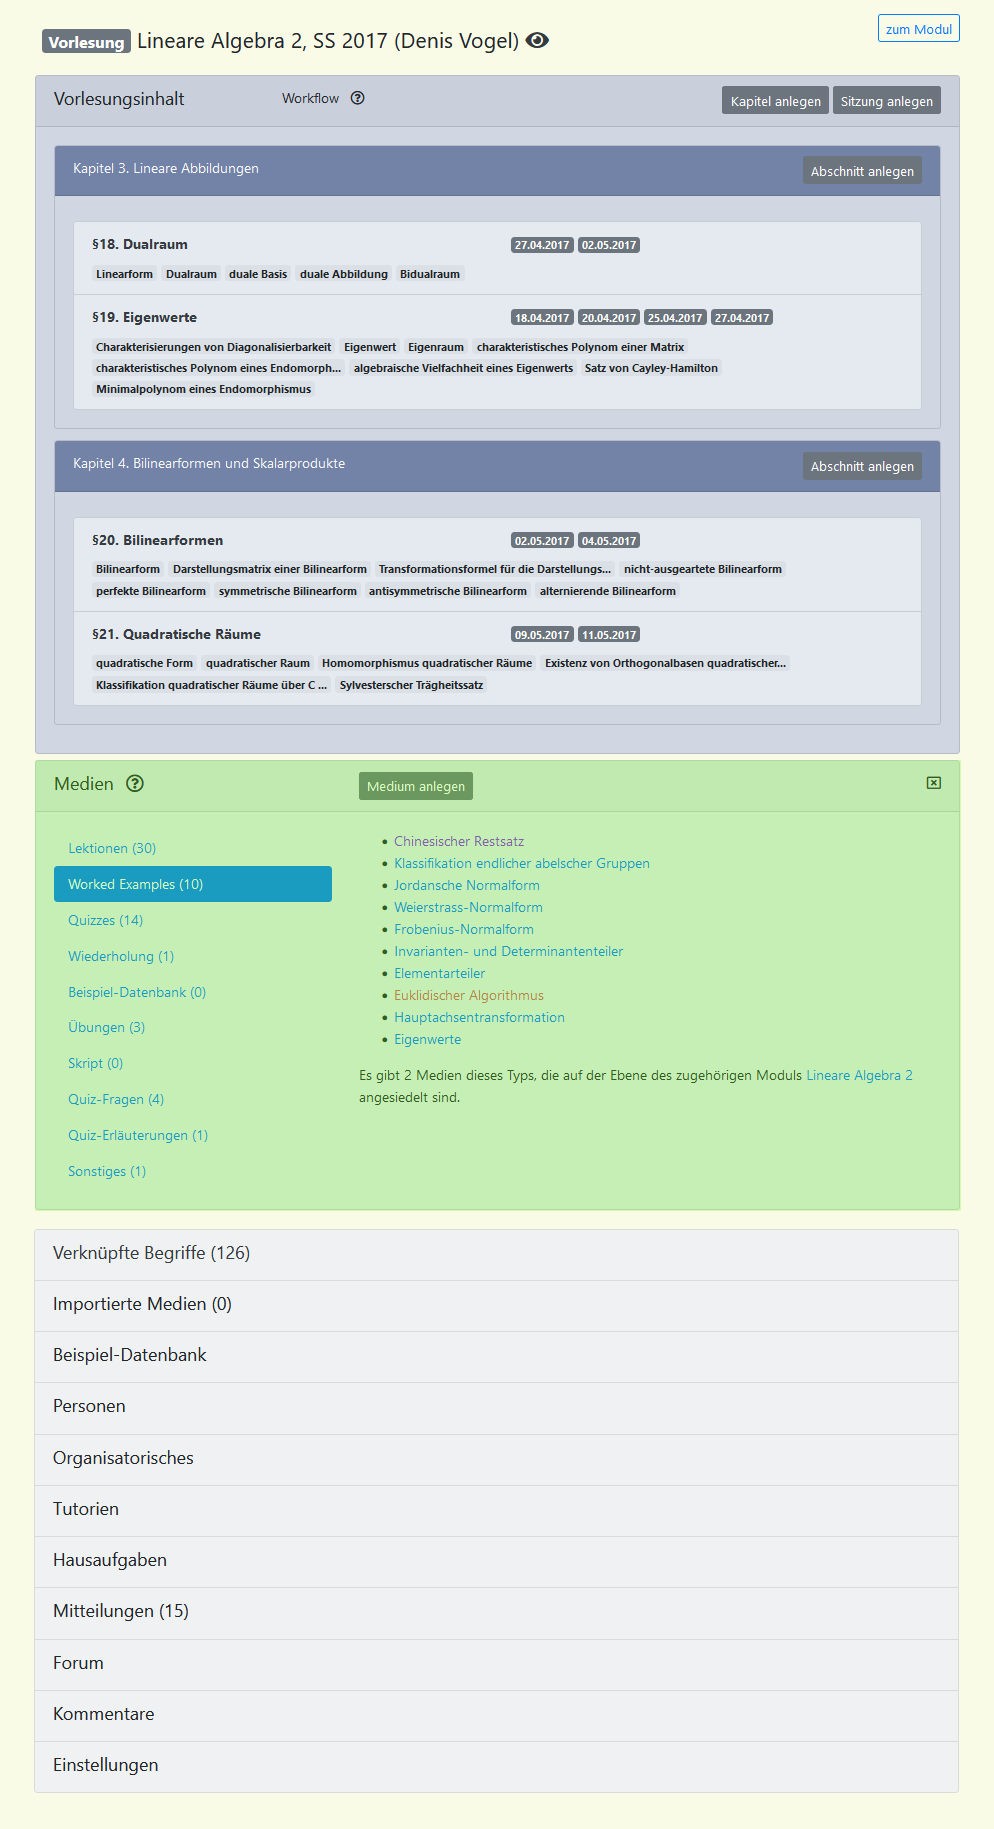 Vorlesung Lineare Algebra 2, SS 2017 (Denis Vogel)
zum Modul
Vorlesungsinhalt Workflow Kapitel anlegen Sitzung anlegen
Kapitel 3. Lineare Abbildungen Abschnitt anlegen
§18. Dualraum 27.04.2017 02.05.2017
Linearform Dualraum duale Basis duale Abbildung Bidualraum
§19. Eigenwerte 18.04.2017 20.04.2017 25.04.2017 27.04.2017
Charakterisierungen von Diagonalisierbarkeit Eigenwert Eigenraum charakteristisches Polynom einer Matrix
charakteristisches Polynom eines Endomorph... algebraische Vielfachheit eines Eigenwerts Satz von Cayley-Hamilton
Minimalpolynom eines Endomorphismus
Kapitel 4. Bilinearformen und Skalarprodukte Abschnitt anlegen
§20. Bilinearformen 02.05.2017 04.05.2017
Bilinearform Darstellungsmatrix einer Bilinearform Transformationsformel für die Darstellungs... nicht-ausgeartete Bilinearform
perfekte Bilinearform symmetrische Bilinearform antisymmetrische Bilinearform alternierende Bilinearform
§21. Quadratische Räume 09.05.2017 11.05.2017
quadratische Form quadratischer Raum Homomorphismus quadratischer Räume Existenz von Orthogonalbasen quadratischer...
Klassifikation quadratischer Räume über C ... Sylvesterscher Trägheitssatz
Medien Medium anlegen
Lektionen (30)
Worked Examples (10)
Quizzes (14)
Wiederholung (1)
Beispiel-Datenbank (0)
Übungen (3)
Skript (0)
Quiz-Fragen (4)
Quiz-Erläuterungen (1)
Sonstiges (1)
Chinesischer Restsatz
Klassifikation endlicher abelscher Gruppen
Jordansche Normalform
Weierstrass-Normalform
Frobenius-Normalform
Invarianten- und Determinantenteiler
Elementarteiler
Euklidischer Algorithmus
Hauptachsentransformation
Eigenwerte
Es gibt 2 Medien dieses Typs, die auf der Ebene des zugehörigen Moduls Lineare Algebra 2
angesiedelt sind.
Verknüpfte Begriffe (126)
Importierte Medien (0)
Beispiel-Datenbank
Personen
Organisatorisches
Tutorien
Hausaufgaben
Mitteilungen (15)
Forum
Kommentare
Einstellungen